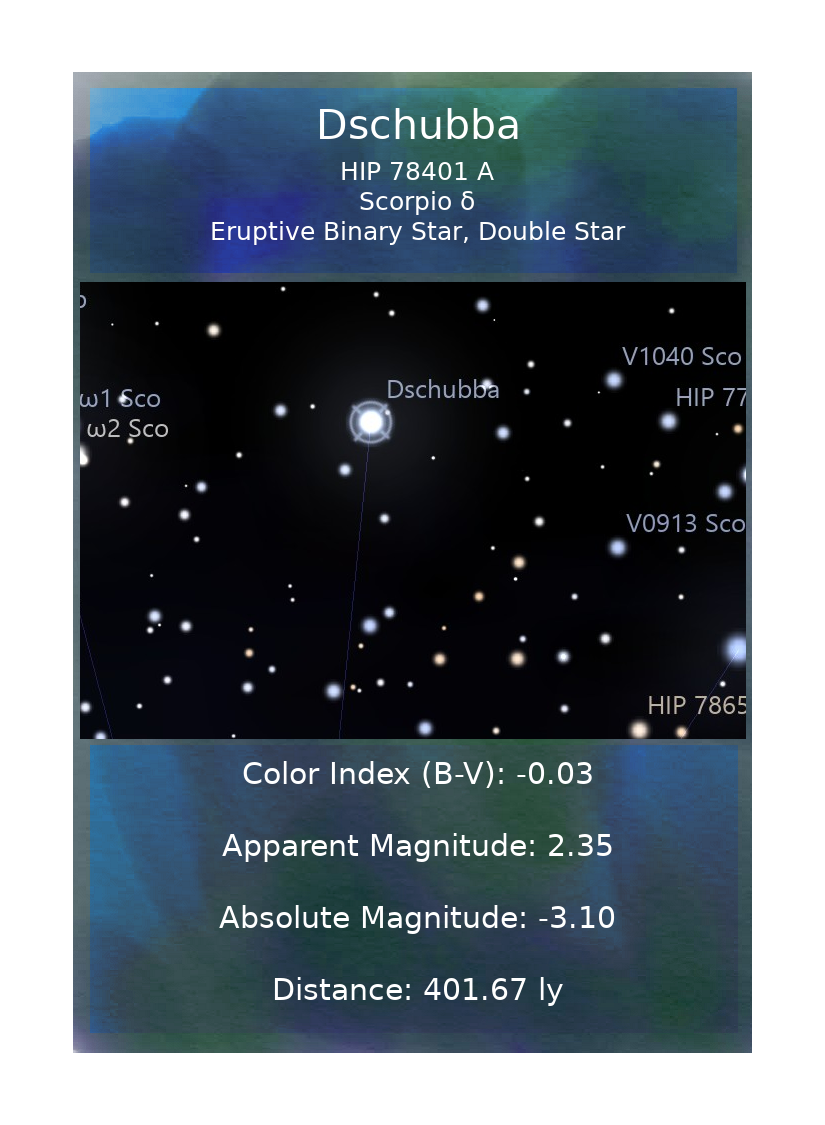 Dschubba
HIP 78401 A
Scorpio δ
Eruptive Binary Star, Double Star
V1040 Sco
Dschubba
HIP 77
ω1 Sco
ω2 Sco
V0913 Sco
HIP 7865
Color Index (B-V): -0.03
Apparent Magnitude: 2.35
Absolute Magnitude: -3.10
Distance: 401.67 ly